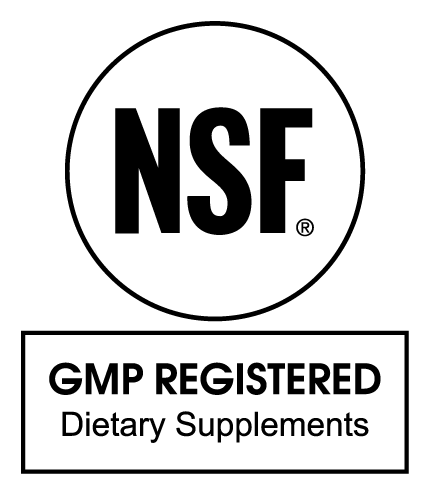 NSF®
GMP REGISTERED
Dietary Supplements